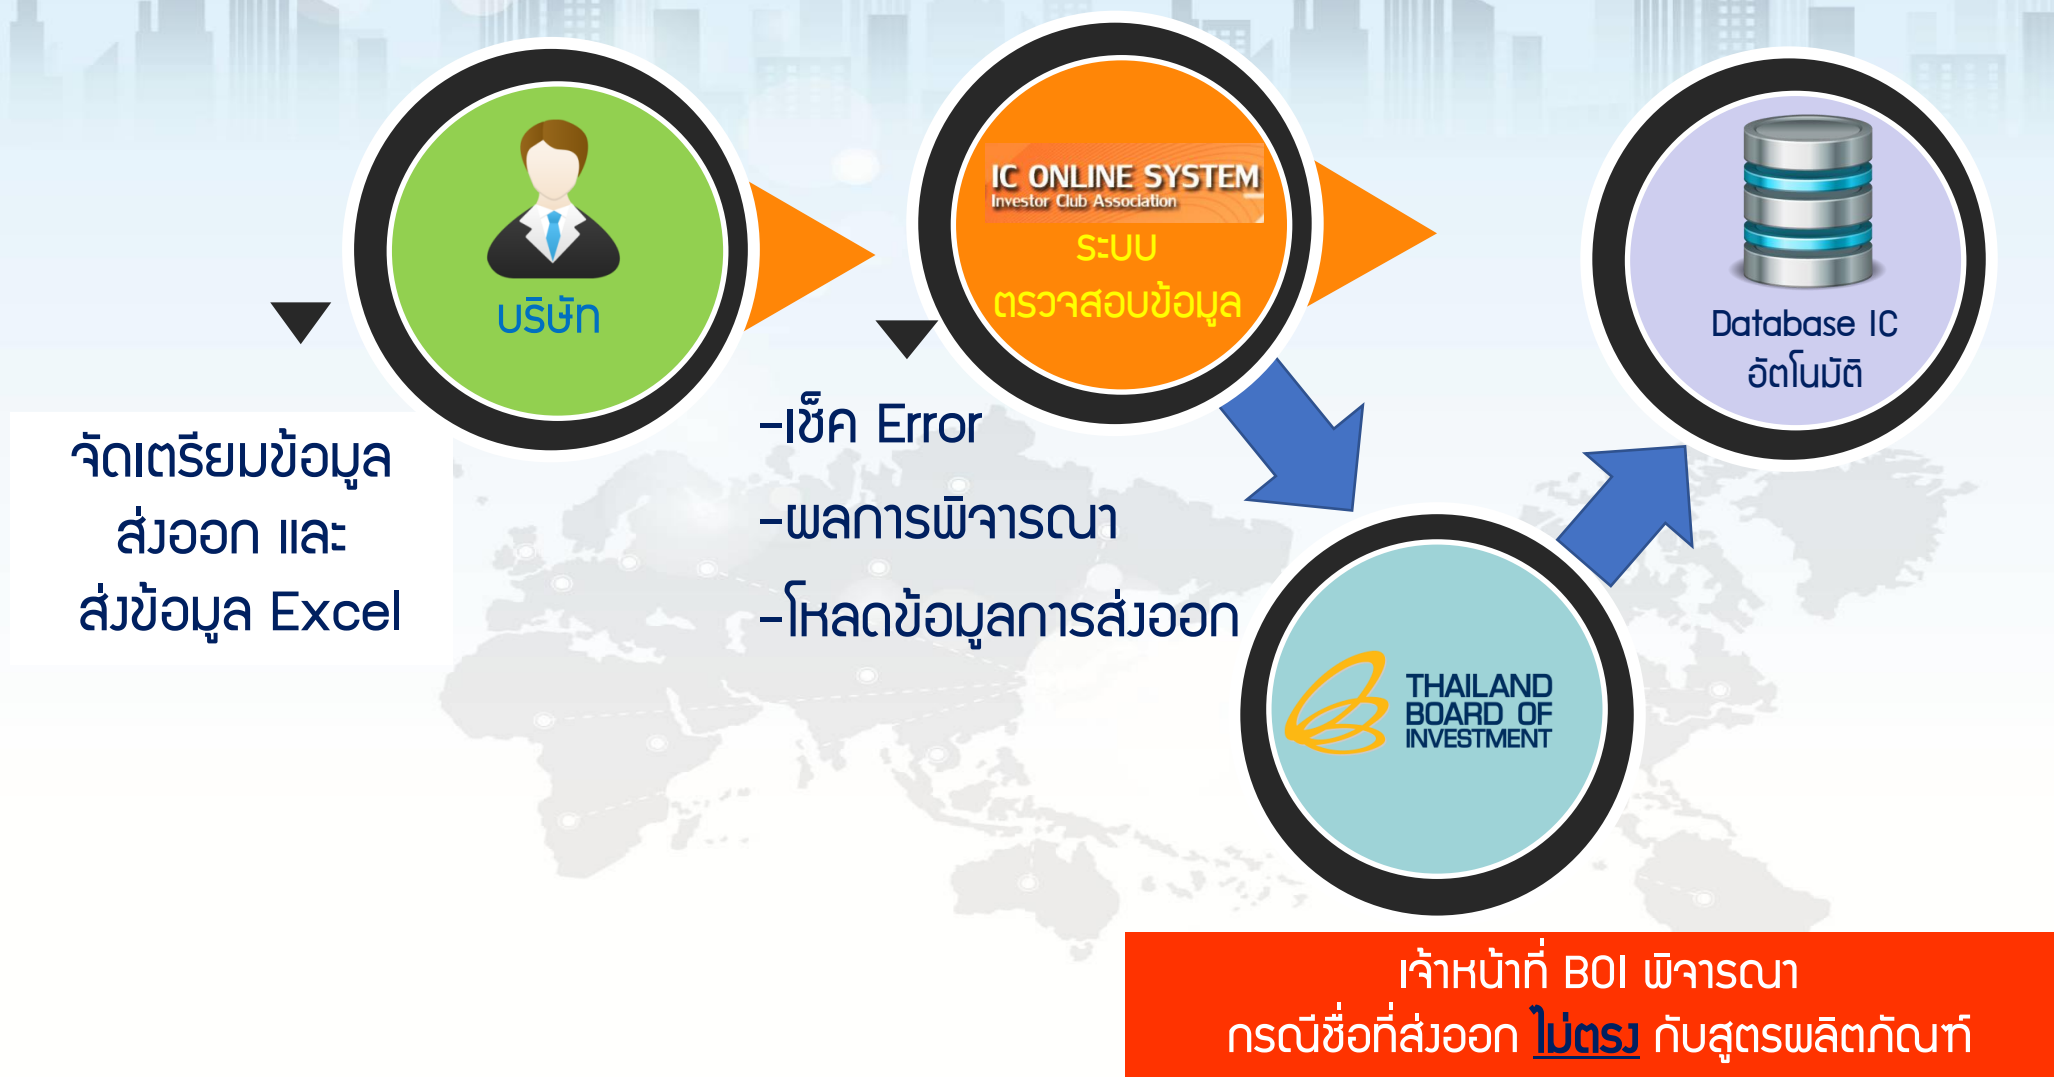 บริษัท
จัดเตรียมข้อมูล
ส่งออก และ
ส่งข้อมูล Excel
IC ONLINE SYSTEM
Investor Club Association
ระบบ
ตรวจสอบข้อมูล
-เช็ค Error
-ผลการพิจารณา
-โหลดข้อมูลการส่งออก
Database IC
อัตโนมัติ
THAILAND
BOARD OF
INVESTMENT
เจ้าหน้าที่ BOI พิจารณา
กรณีชื่อที่ส่งออก ไม่ตรง กับสูตรผลิตภัณฑ์